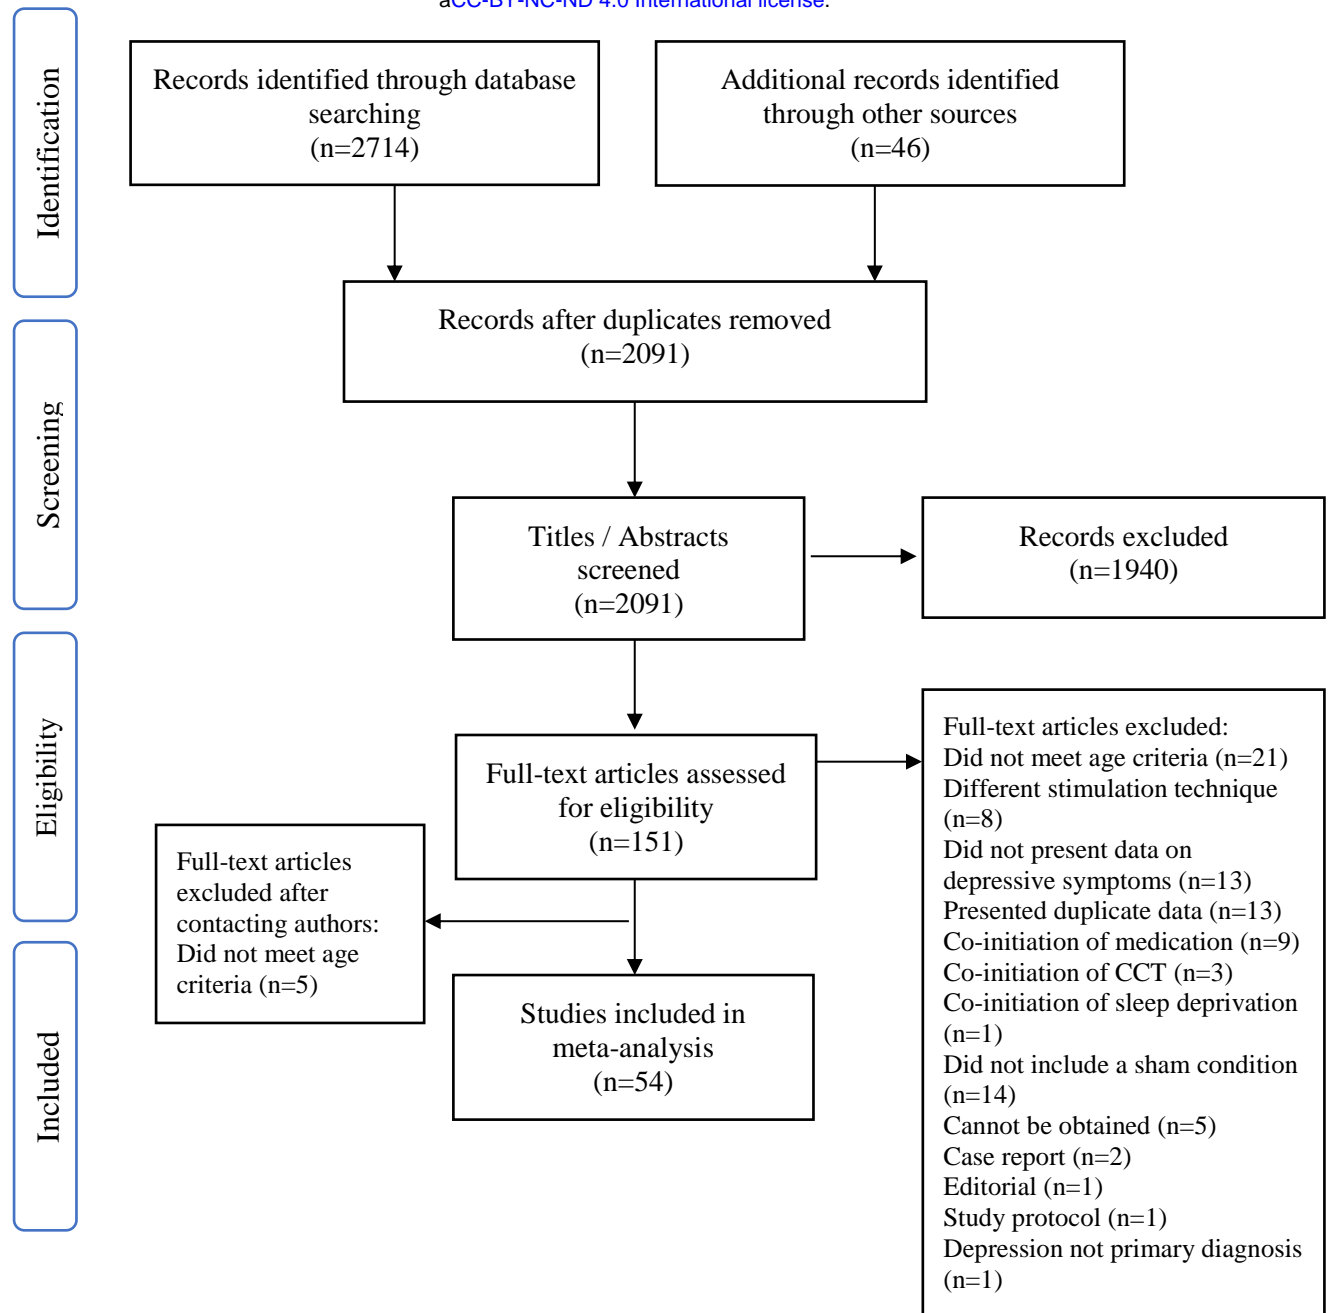 aCC-BY-NC-ND 4.0 International license.
Identification
Records identified through database
searching
(n=2714)
Additional records identified
through other sources
(n=46)
Records after duplicates removed
(n=2091)
Screening
Titles / Abstracts
screened
(n=2091)
Records excluded
(n=1940)
Eligibility
Full-text articles assessed
for eligibility
(n=151)
Full-text articles excluded:
Did not meet age criteria (n=21)
Different stimulation technique
(n=8)
Did not present data on
depressive symptoms (n=13)
Presented duplicate data (n=13)
Co-initiation of medication (n=9)
Co-initiation of CCT (n=3)
Co-initiation of sleep deprivation
(n=1)
Did not include a sham condition
(n=14)
Cannot be obtained (n=5)
Case report (n=2)
Editorial (n=1)
Study protocol (n=1)
Depression not primary diagnosis
(n=1)
Full-text articles
excluded after
contacting authors:
Did not meet age
criteria (n=5)
Included
Studies included in
meta-analysis
(n=54)